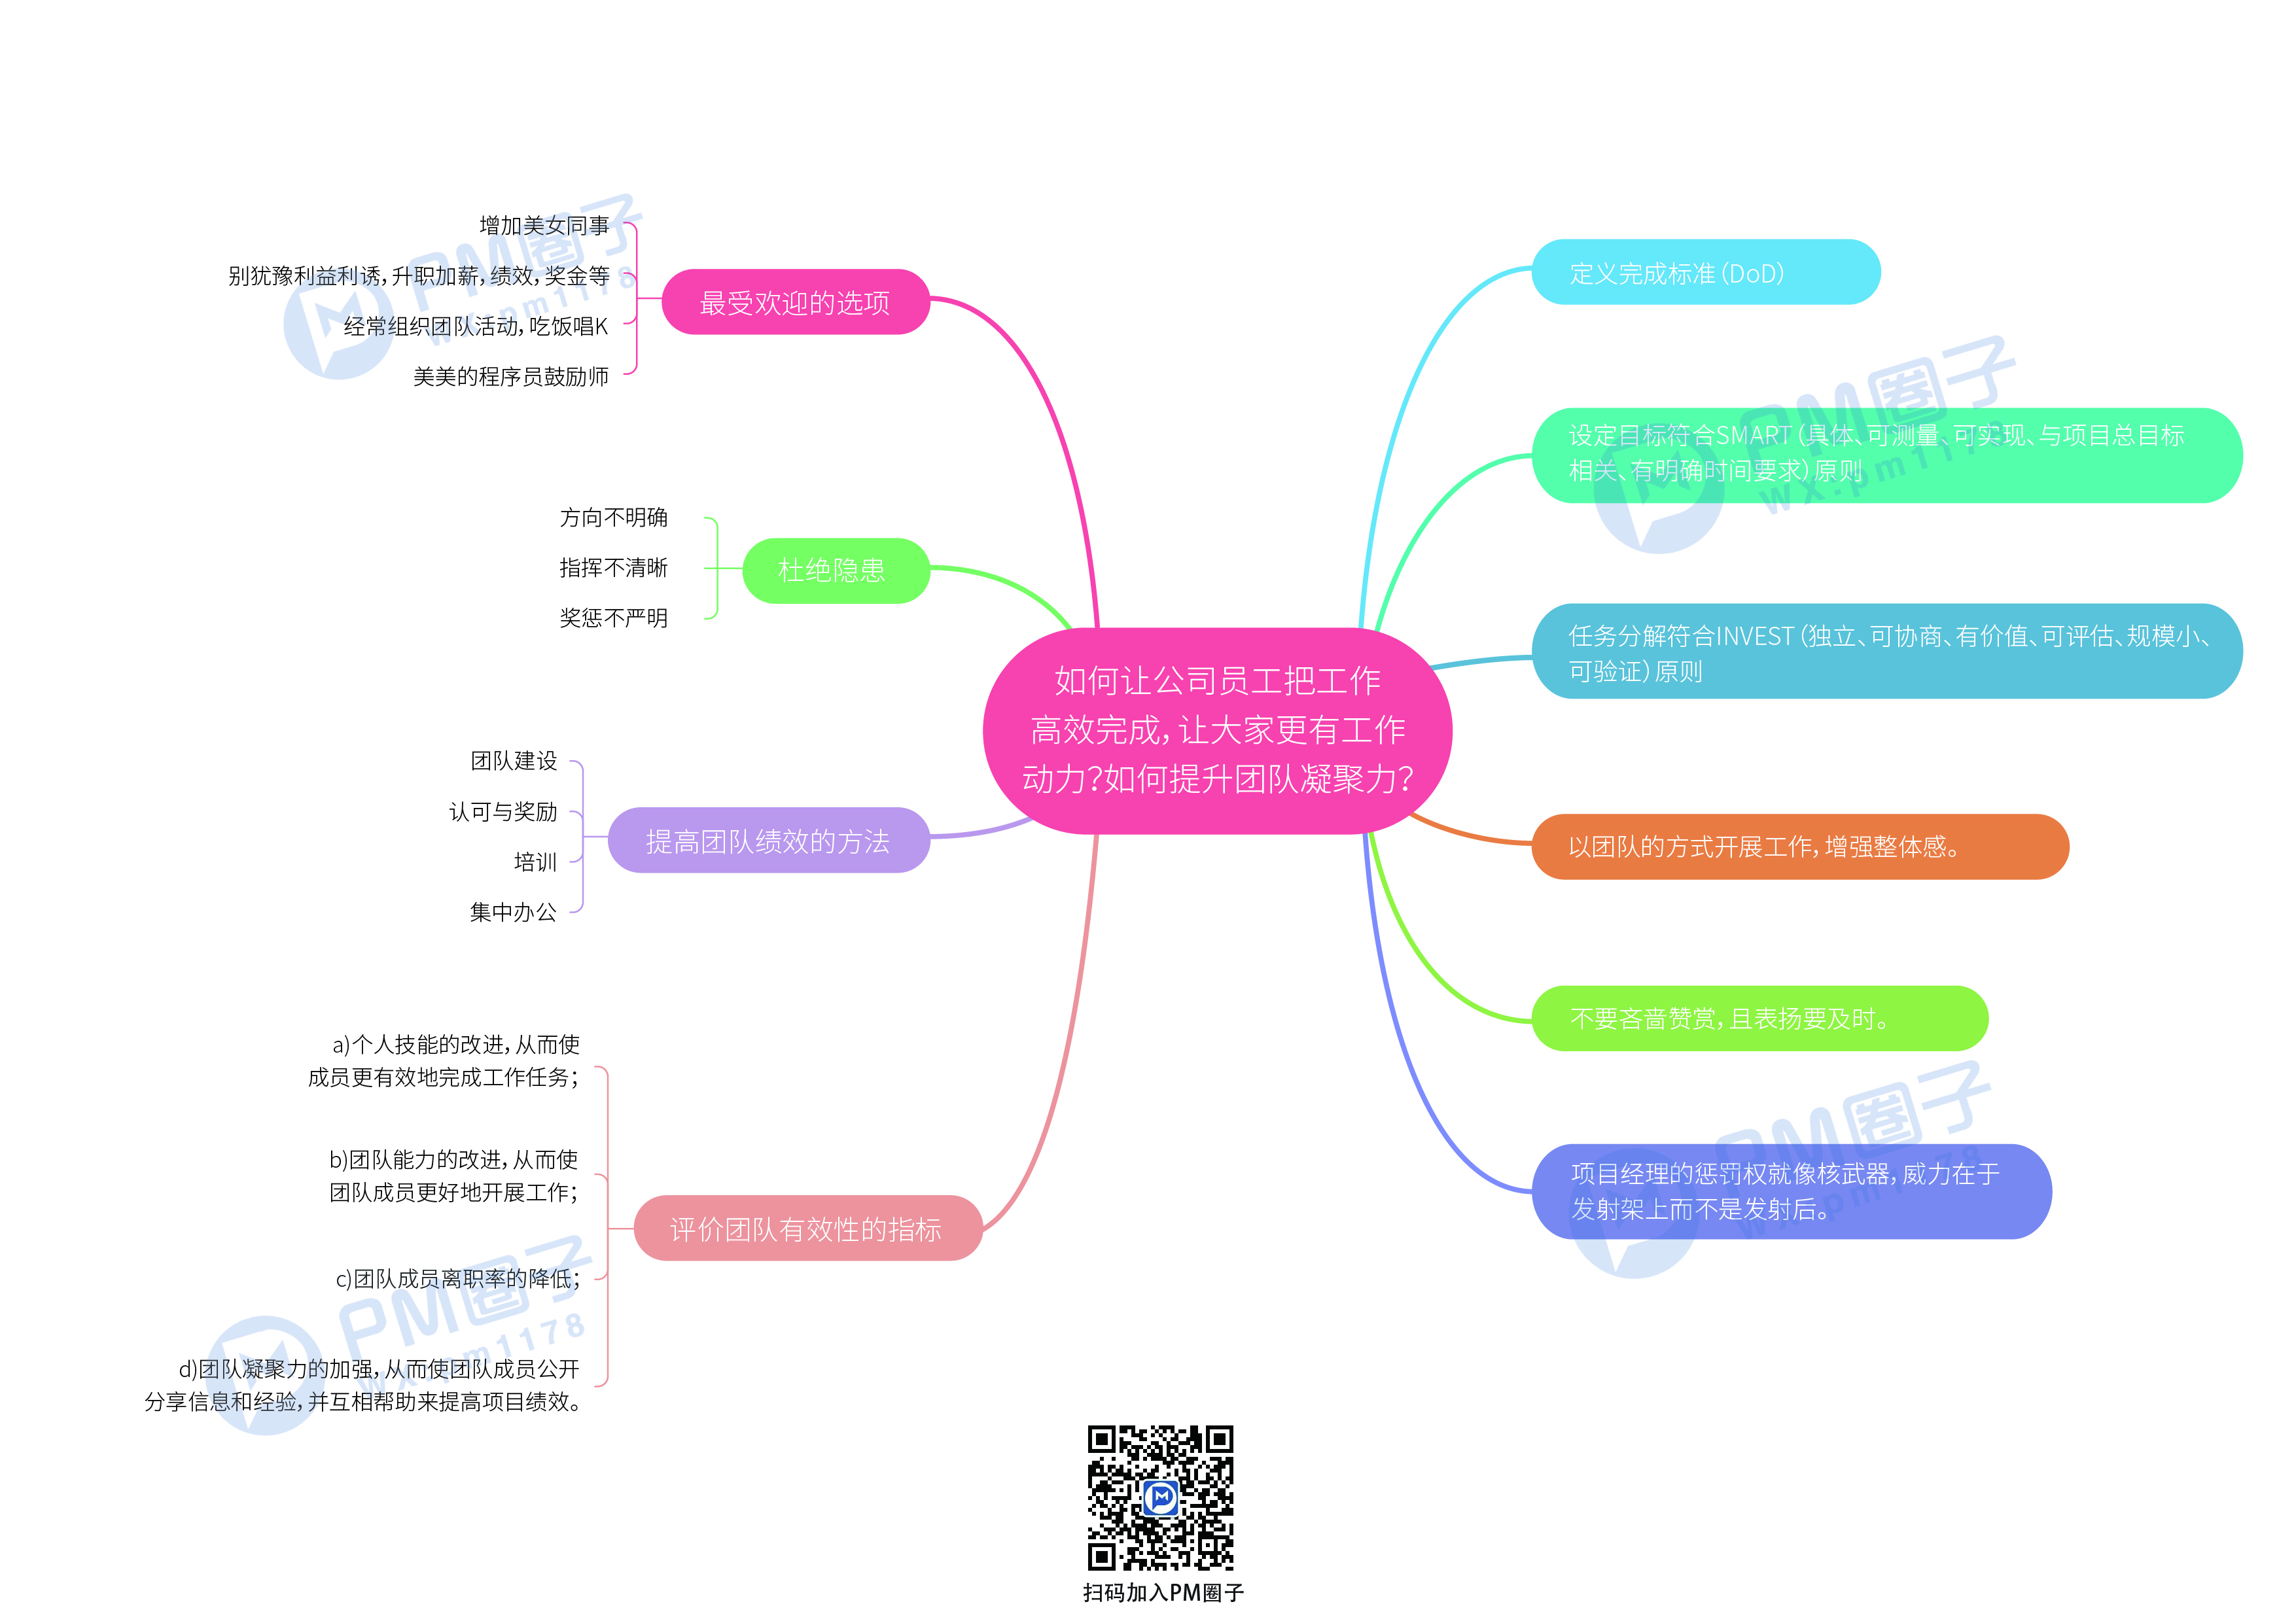 如何让公司员工把工作
高效完成，让大家更有工作
动力？如何提升团队凝聚力？
定义完成标准（DoD）
设定目标符合SMART（具体、可测量、可实现、与项目总目标
相关、有明确时间要求）原则
任务分解符合INVEST（独立、可协商、有价值、可评估、规模小、
可验证）原则
以团队的方式开展工作，增强整体感。
不要吝啬赞赏，且表扬要及时。
项目经理的惩罚权就像核武器，威力在于
发射架上而不是发射后。
最受欢迎的选项
增加美女同事
别犹豫利益利诱，升职加薪，绩效，奖金等
经常组织团队活动，吃饭唱K
美美的程序员鼓励师
杜绝隐患
方向不明确
指挥不清晰
奖惩不严明
提高团队绩效的方法
团队建设
认可与奖励
培训
集中办公
评价团队有效性的指标
a)个人技能的改进，从而使
成员更有效地完成工作任务；
b)团队能力的改进，从而使
团队成员更好地开展工作；
c)团队成员离职率的降低；
d)团队凝聚力的加强，从而使团队成员公开
分享信息和经验，并互相帮助来提高项目绩效。
PM圈子
wx:pm1178
PM圈子
wx:pm1178
PM圈子
wx:pm1178
PM圈子
wx:pm1178
扫码加入PM圈子